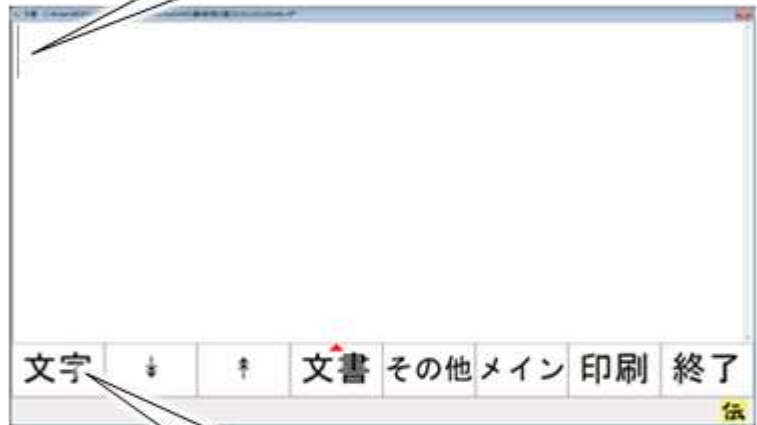 文字 ↡ ↟ 文書 その他 メイン 印刷 終了
伝